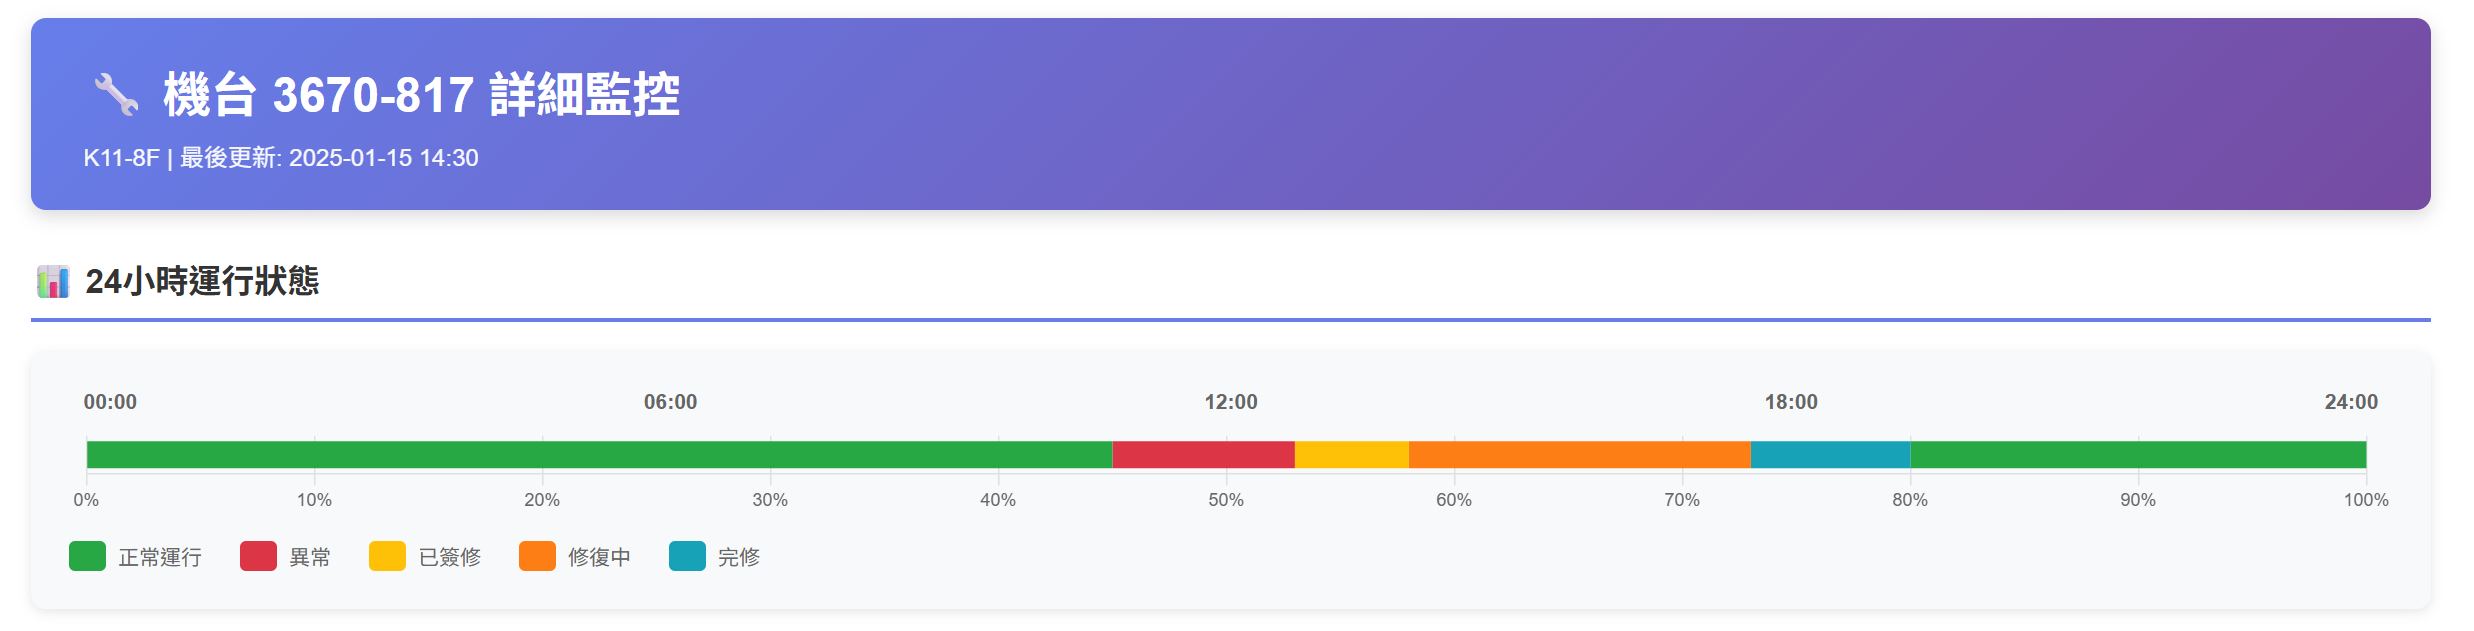 機台 3670-817 詳細監控
K11-8F | 最後更新: 2025-01-15 14:30
24小時運行狀態
00:00 06:00 12:00 18:00 24:00
0% 10% 20% 30% 40% 50% 60% 70% 80% 90% 100%
正常運行 異常 已簽修 修復中 完修